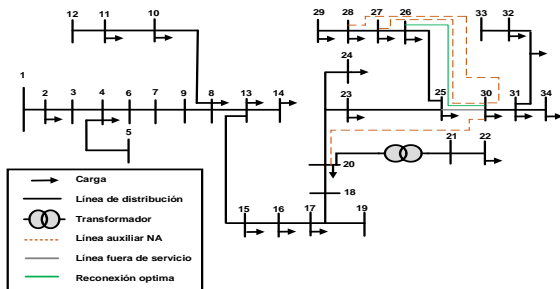 12 11 10
29 28 27 26
33 32
24
1
2 3 4 6 7 9 8 13 14
23
25 30 31 34
5
21 22
20
18
15 16 17 19
Carga
Línea de distribución
Transformador
Línea auxiliar NA
Línea fuera de servicio
Reconexión optima